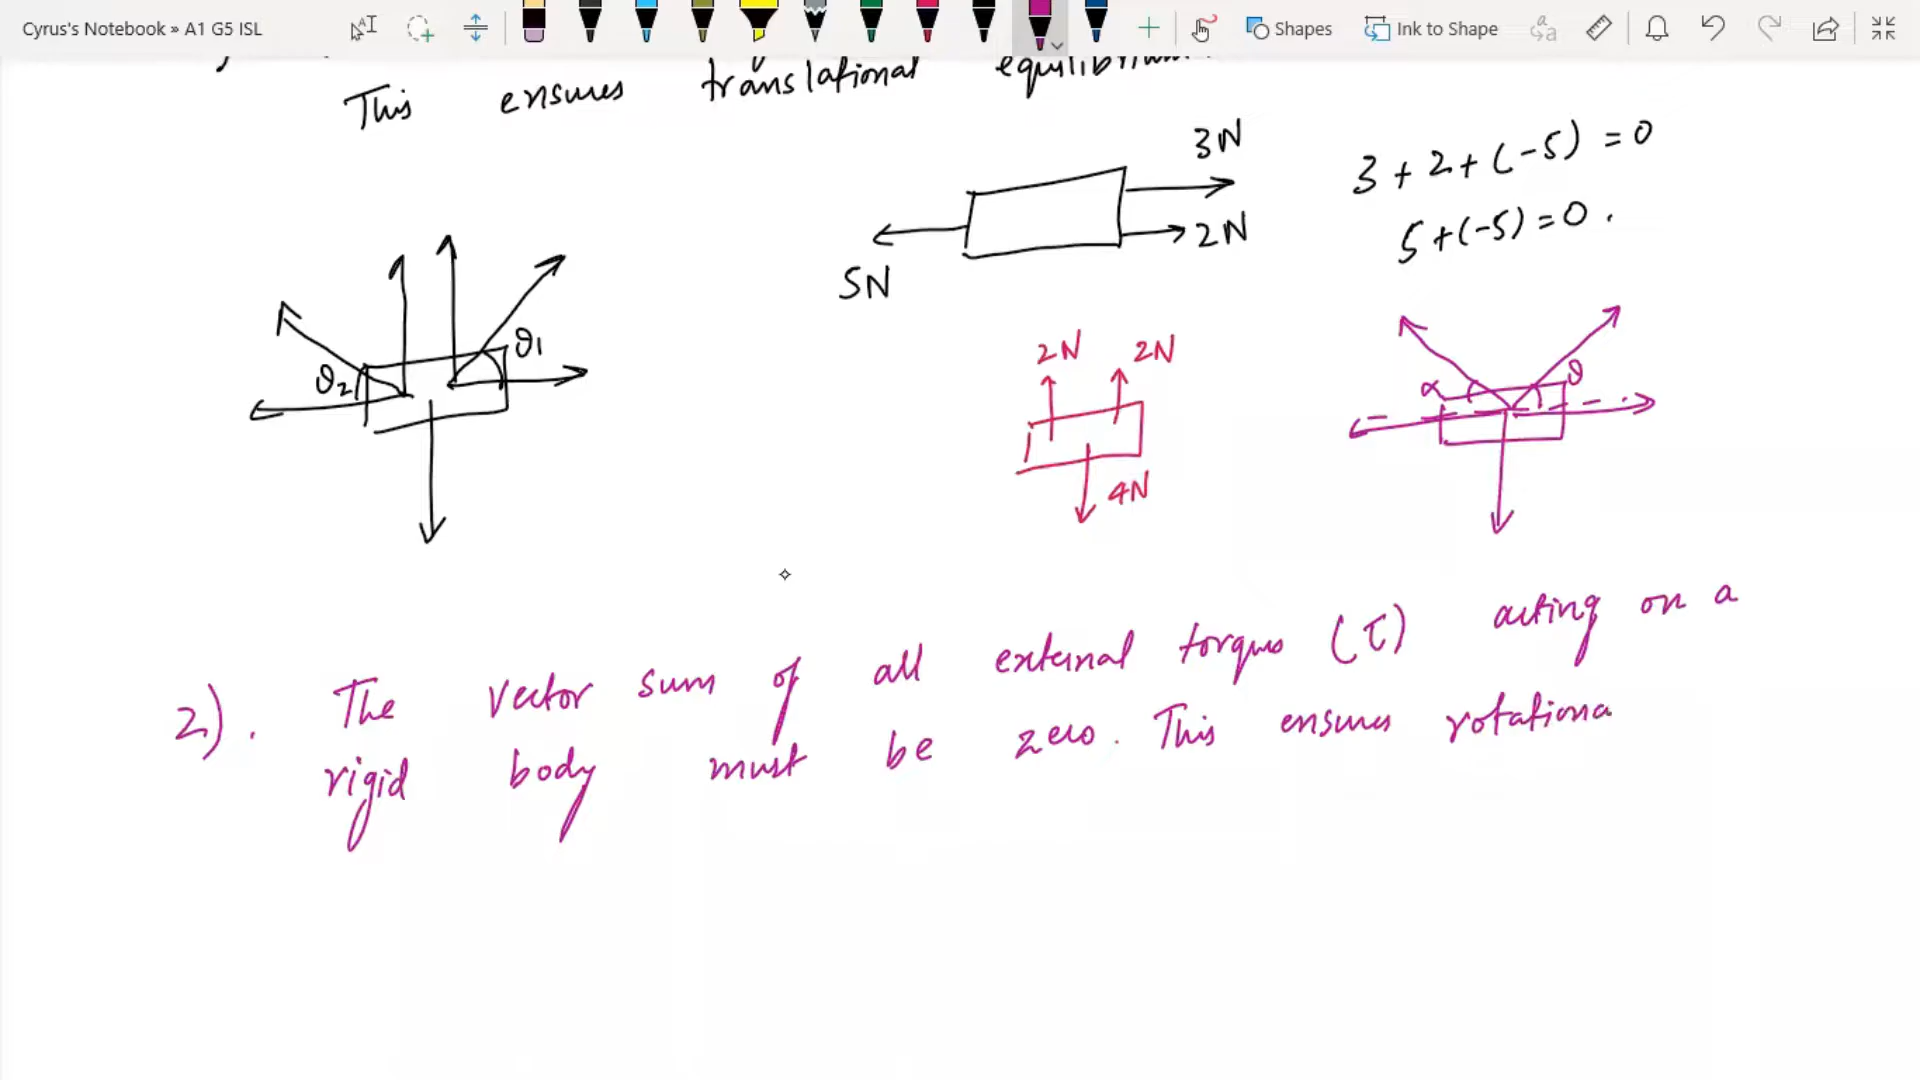 Cyrus's Notebook » A1 G5 ISL
Shapes
Ink to Shape
This ensures translational equilibrium
3N
2N
5N
3 + 2 + (-5) = 0
5 + (-5) = 0 .
θ1
θ2
2N 2N
4N
α θ
2). The vector sum of all external torques (τ) acting on a
rigid body must be zero. This ensures rotationa